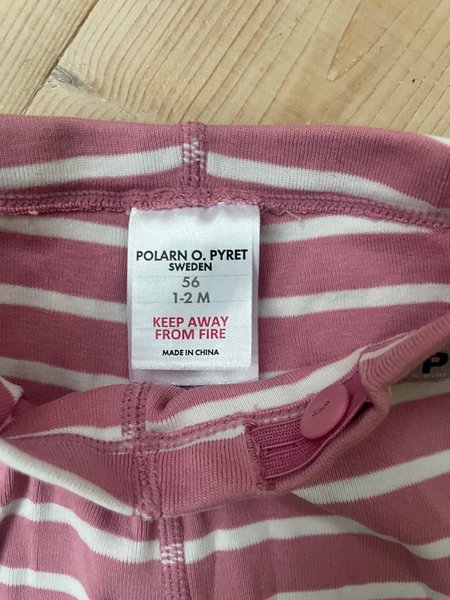 POLARN O. PYRET
SWEDEN
56
1-2 M
KEEP AWAY
FROM FIRE
MADE IN CHINA
P